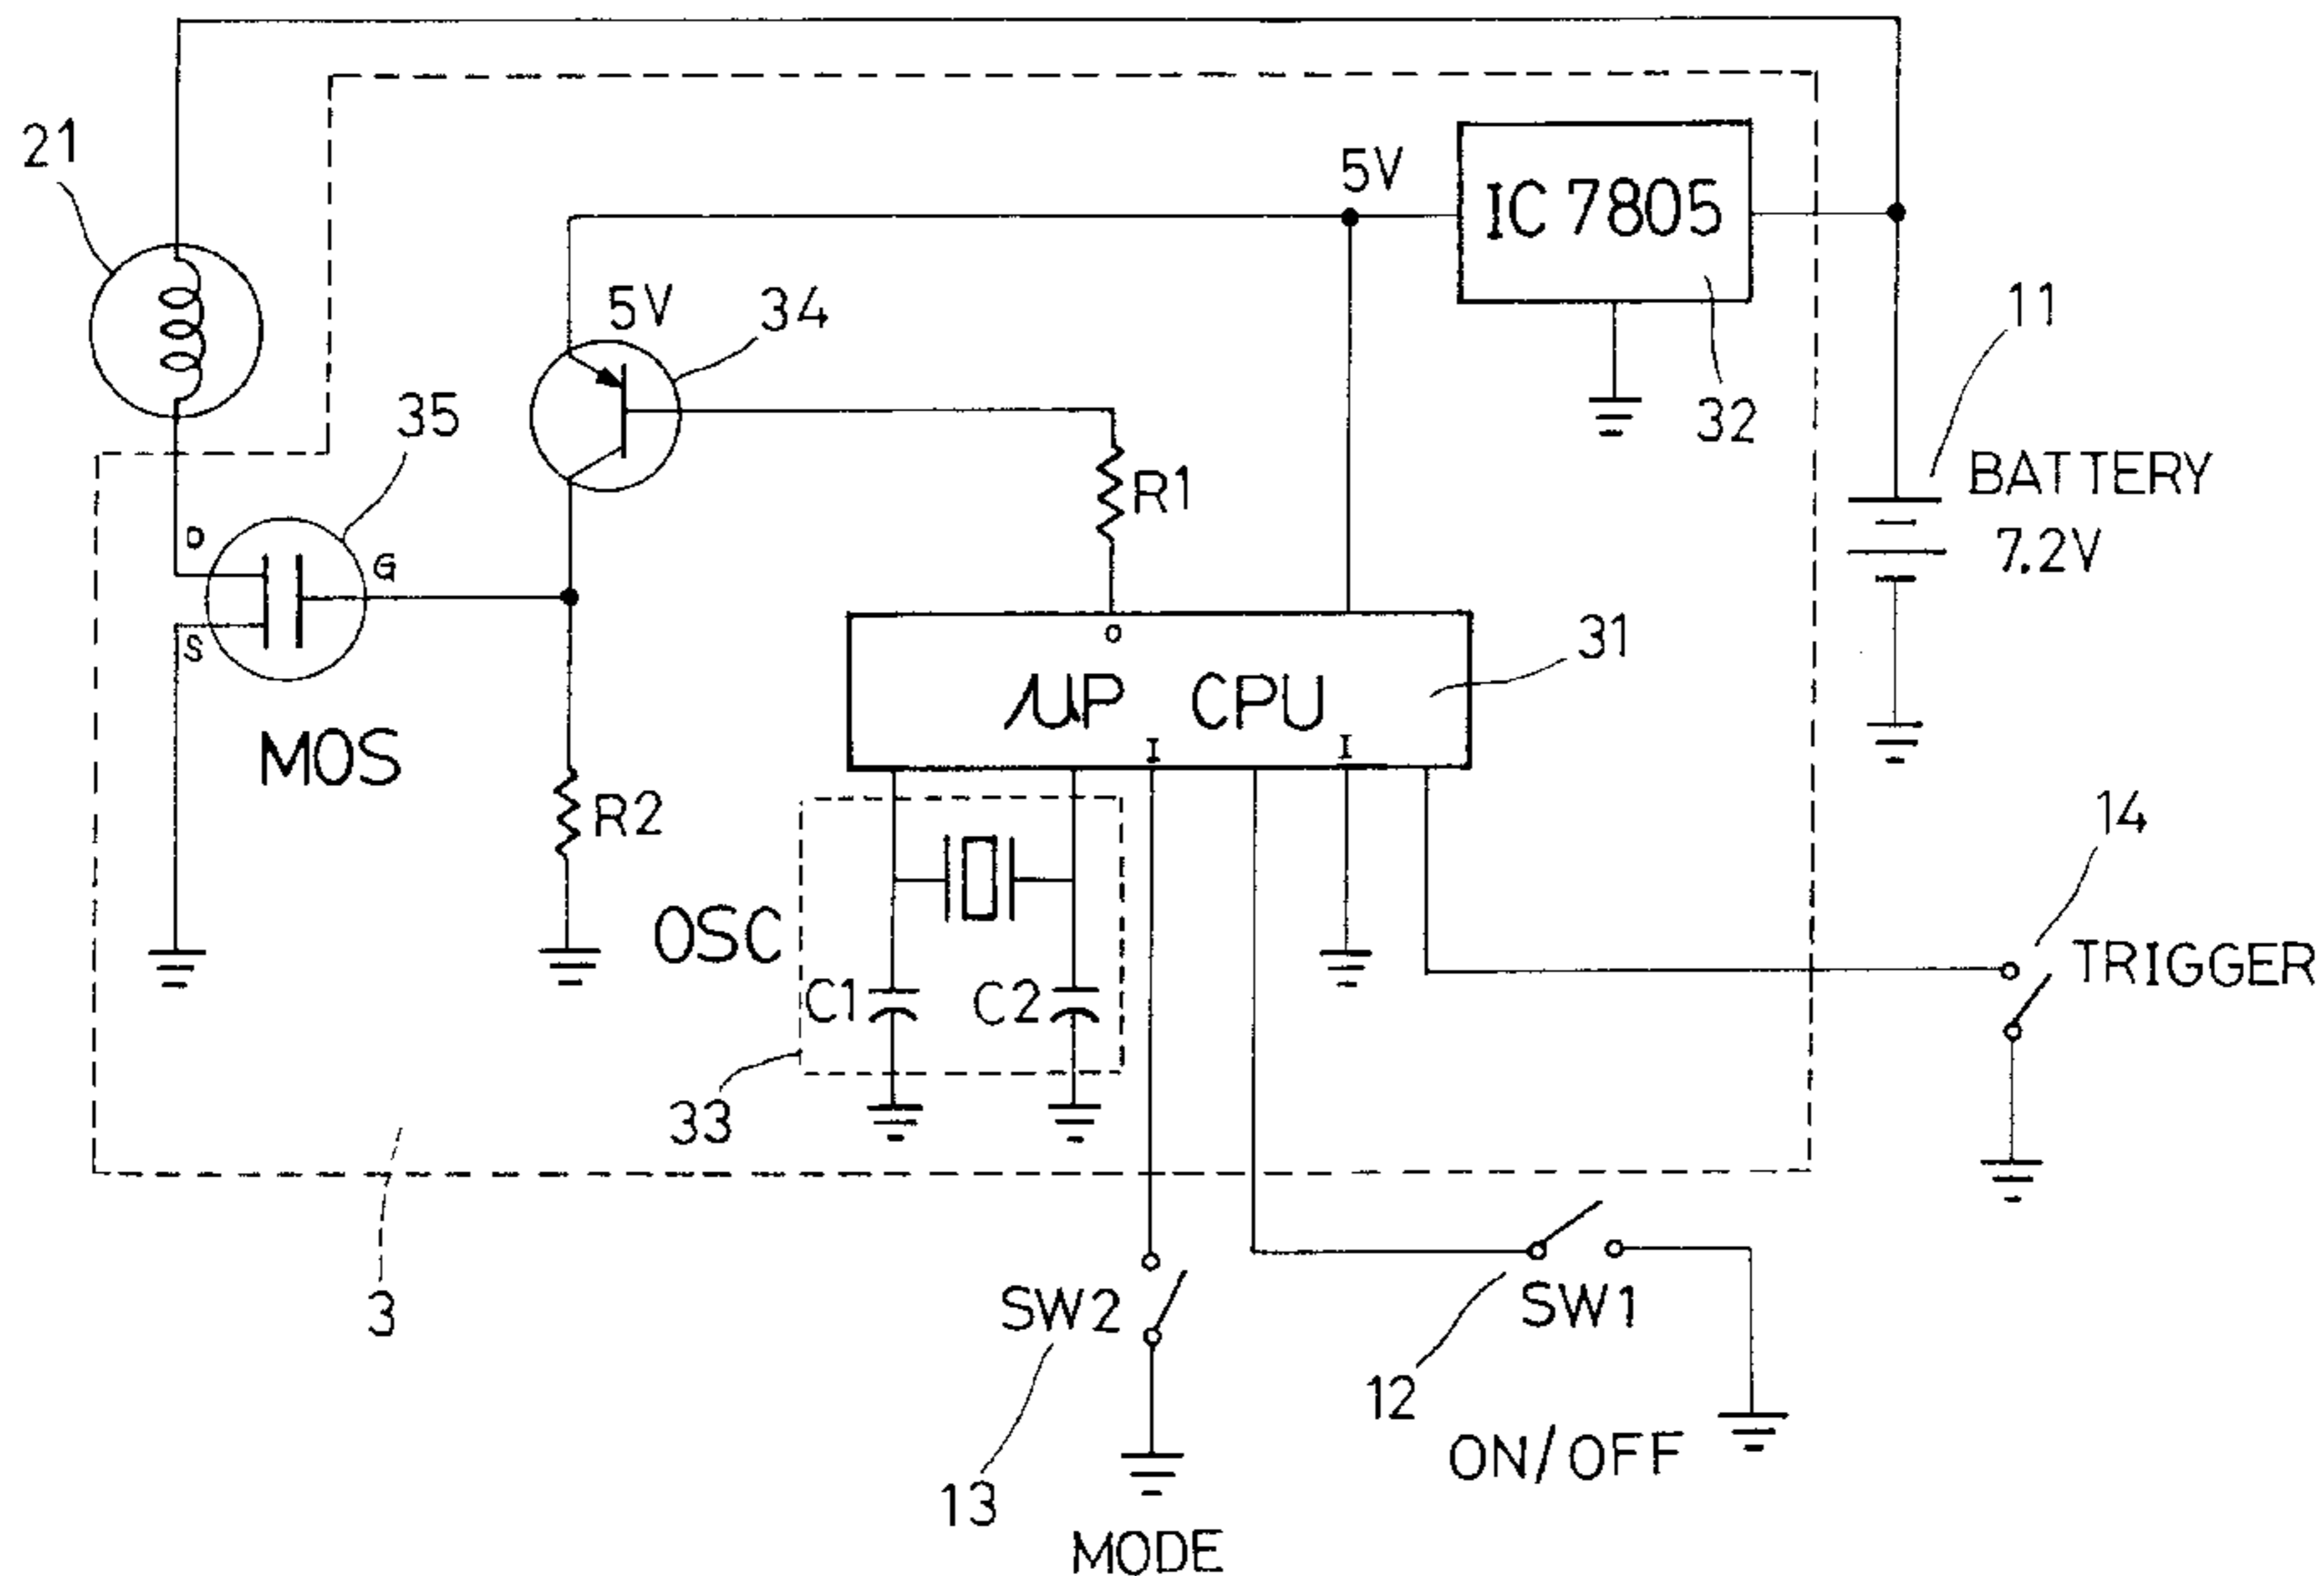 21
5V
IC 7805
5V
34
11
35
32
BATTERY
7.2V
R1
D
G
S
O
31
μP CPU
I
I
MOS
R2
14
OSC
TRIGGER
C1
C2
33
3
SW2
SW1
12
ON/OFF
13
MODE